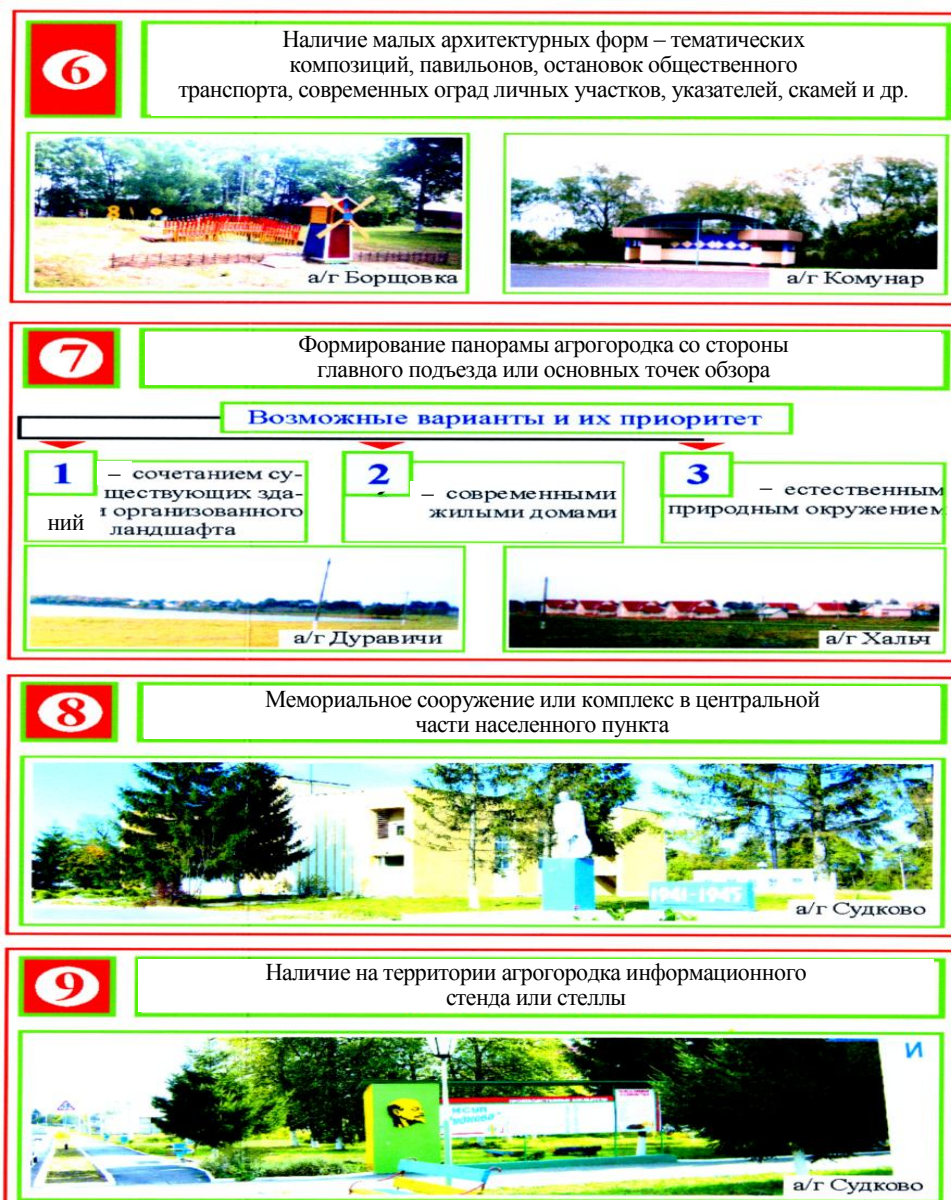 6
Наличие малых архитектурных форм – тематических
композиций, павильонов, остановок общественного
транспорта, современных оград личных участков, указателей, скамей и др.
а/г Борщовка
а/г Комунар
7
Формирование панорамы агрогородка со стороны
главного подъезда или основных точек обзора
Возможные варианты и их приоритет
1
– сочетанием су-
ществующих зда-
ний и организованного
ландшафта
2
– современными
жилыми домами
3
– естественным
природным окружением
а/г Дуравичи
а/г Хальч
8
Мемориальное сооружение или комплекс в центральной
части населенного пункта
1941-1945
а/г Судково
9
Наличие на территории агрогородка информационного
стенда или стеллы
И
а/г Судково